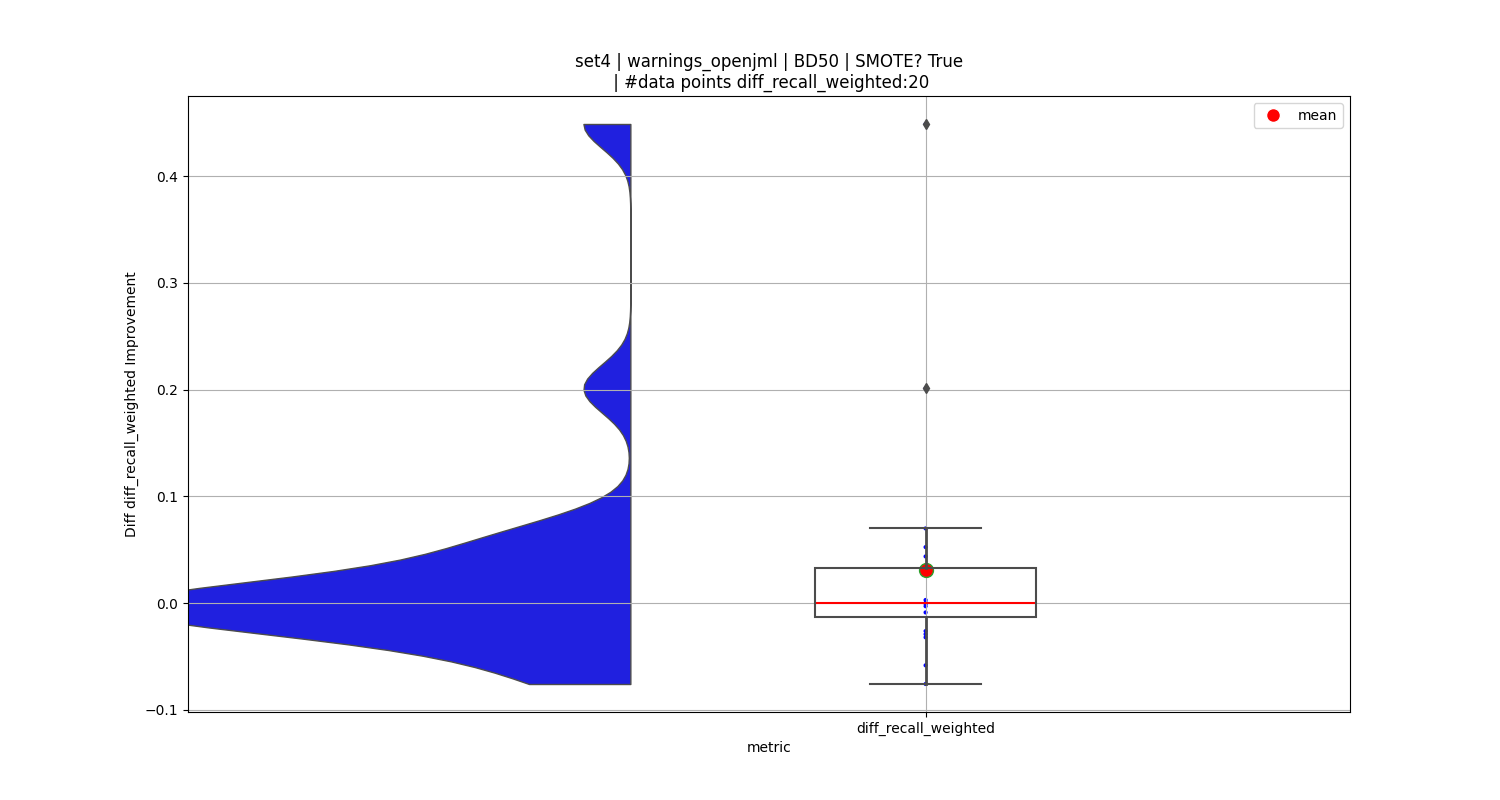 set4 | warnings_openjml | BD50 | SMOTE? True
| #data points diff_recall_weighted:20
mean
0.4
0.3
0.2
0.1
0.0
−0.1
Diff diff_recall_weighted Improvement
diff_recall_weighted
metric